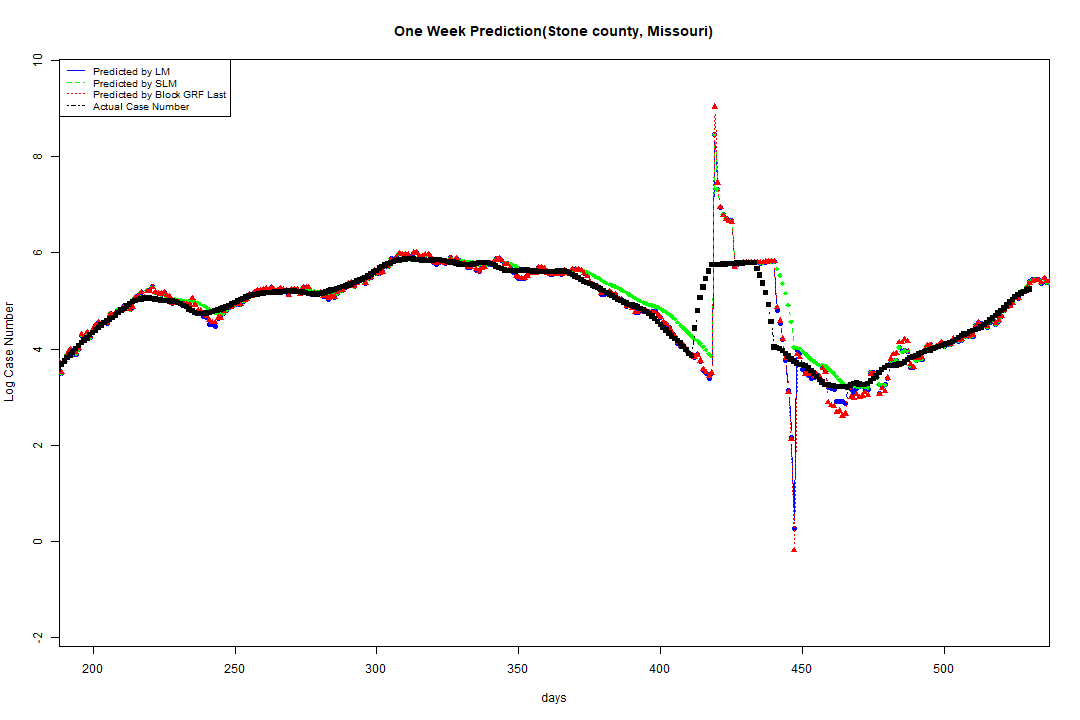 One Week Prediction(Stone county, Missouri)
Predicted by LM
Predicted by SLM
Predicted by Block GRF Last
Actual Case Number
10
8
6
4
2
0
-2
Log Case Number
200 250 300 350 400 450 500
days